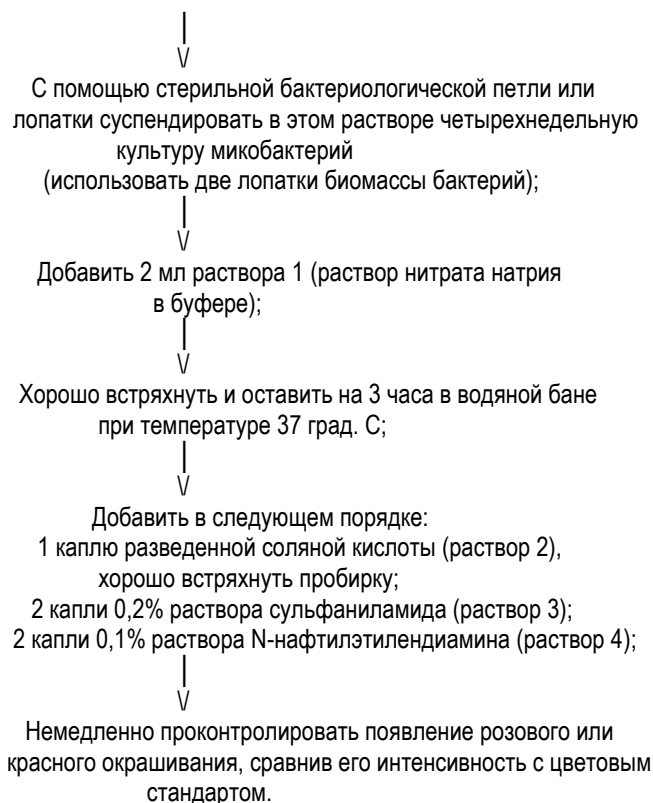 |
\/
С помощью стерильной бактериологической петли или
лопатки суспендировать в этом растворе четырехнедельную
культуру микобактерий
(использовать две лопатки биомассы бактерий);
|
\/
Добавить 2 мл раствора 1 (раствор нитрата натрия
в буфере);
|
\/
Хорошо встряхнуть и оставить на 3 часа в водяной бане
при температуре 37 град. С;
|
\/
Добавить в следующем порядке:
1 каплю разведенной соляной кислоты (раствор 2),
хорошо встряхнуть пробирку;
2 капли 0,2% раствора сульфаниламида (раствор 3);
2 капли 0,1% раствора N-нафтилэтилендиамина (раствор 4);
|
\/
Немедленно проконтролировать появление розового или
красного окрашивания, сравнив его интенсивность с цветовым
стандартом.